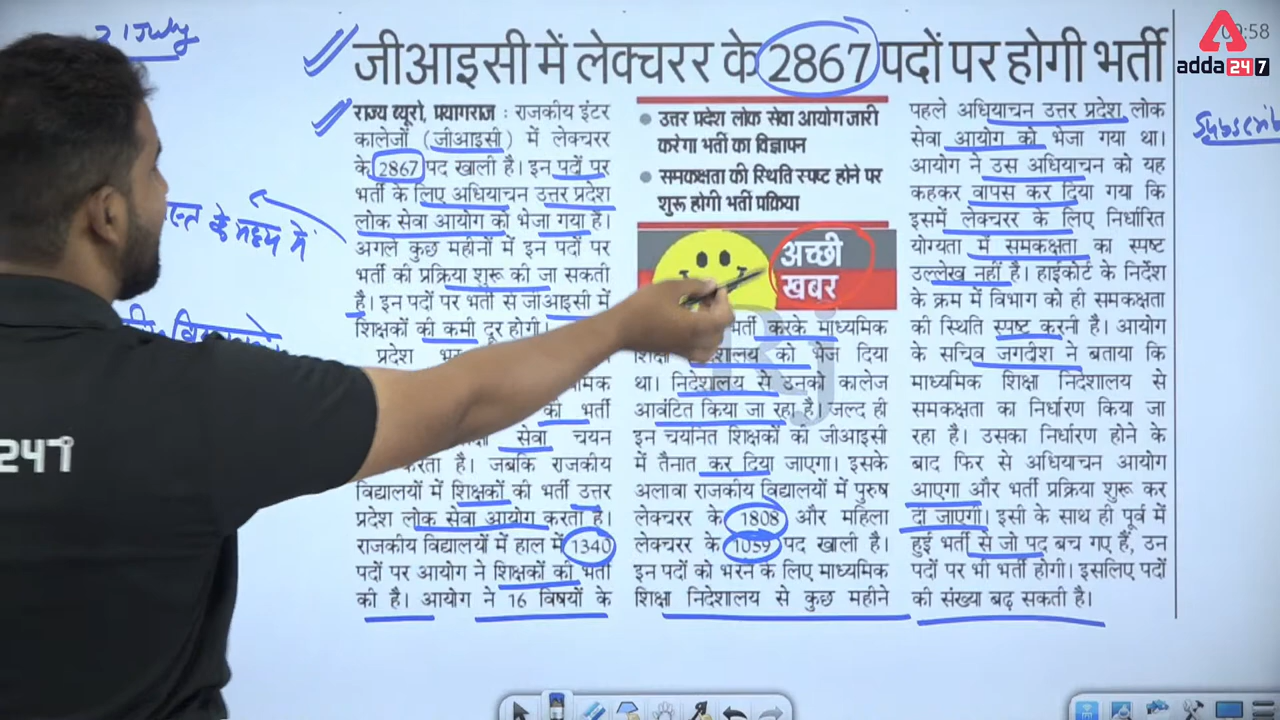 21 July
:58
adda 247
Subscrib
जीआइसी में लेक्चरर के 2867 पदों पर होगी भर्ती
राज्य ब्यूरो, प्रयागराज : राजकीय इंटर
कालेजों (जीआइसी) में लेक्चरर
के 2867 पद खाली है। इन पदों पर
भर्ती के लिए अधियाचन उत्तर प्रदेश
लोक सेवा आयोग को भेजा गया है।
अगले कुछ महीनों में इन पदों पर
भर्ती की प्रक्रिया शुरू की जा सकती
है। इन पदों पर भर्ती से जीआइसी में
शिक्षकों की कमी दूर होगी।
प्रदेश
को भर्ती
सेवा चयन
करता है। जबकि राजकीय
विद्यालयों में शिक्षकों की भर्ती उत्तर
प्रदेश लोक सेवा आयोग करता है।
राजकीय विद्यालयों में हाल में 1340
पदों पर आयोग ने शिक्षकों की भर्ती
की है। आयोग ने 16 विषयों के
उत्तर प्रदेश लोक सेवा आयोग जारी
करेगा भर्ती का विज्ञापन
समकक्षता की स्थिति स्पष्ट होने पर
शुरू होगी भर्ती प्रक्रिया
अच्छी
खबर
भर्ती करके माध्यमिक
शिक्षा को भेज दिया
था। निदेशालय से उनको कालेज
आवंटित किया जा रहा है। जल्द ही
इन चयनित शिक्षकों को जीआइसी
में तैनात कर दिया जाएगा। इसके
अलावा राजकीय विद्यालयों में पुरुष
लेक्चरर के 1808 और महिला
लेक्चरर के 1059 पद खाली है।
इन पदों को भरने के लिए माध्यमिक
शिक्षा निदेशालय से कुछ महीने
पहले अधियाचन उत्तर प्रदेश लोक
सेवा आयोग को भेजा गया था।
आयोग ने उस अधियाचन को यह
कहकर वापस कर दिया गया कि
इसमें लेक्चरर के लिए निर्धारित
योग्यता में समकक्षता का स्पष्ट
उल्लेख नहीं है। हाईकोर्ट के निर्देश
के क्रम में विभाग को ही समकक्षता
की स्थिति स्पष्ट करनी है। आयोग
के सचिव जगदीश ने बताया कि
माध्यमिक शिक्षा निदेशालय से
समकक्षता का निर्धारण किया जा
रहा है। उसका निर्धारण होने के
बाद फिर से अधियाचन आयोग
आएगा और भर्ती प्रक्रिया शुरू कर
दी जाएगी। इसी के साथ ही पूर्व में
हुई भर्ती से जो पद बच गए हैं, उन
पदों पर भी भर्ती होगी। इसलिए पदों
की संख्या बढ़ सकती है।
247